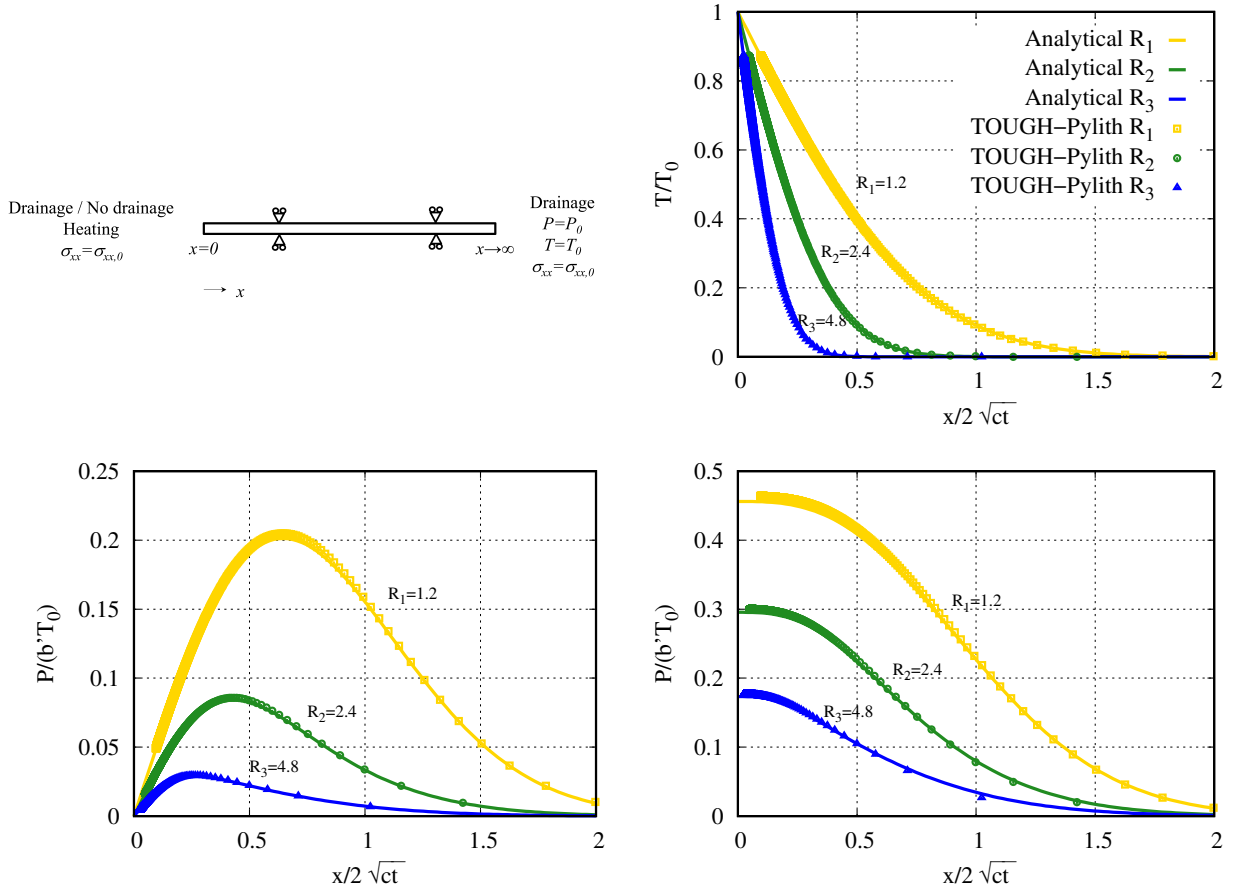 Drainage / No drainage
Heating
σxx=σxx,0
x=0
x→∞
→ x
Drainage
P=P0
T=T0
σxx=σxx,0
T/T0
1
0.8
0.6
0.4
0.2
0
Analytical R1
Analytical R2
Analytical R3
TOUGH−Pylith R1
TOUGH−Pylith R2
TOUGH−Pylith R3
R1=1.2
R2=2.4
R3=4.8
0 0.5 1 1.5 2
x/2 √ct
P/(b’T0)
0.25
0.2
0.15
0.1
0.05
0
R1=1.2
R2=2.4
R3=4.8
0 0.5 1 1.5 2
x/2 √ct
P/(b’T0)
0.5
0.4
0.3
0.2
0.1
0
R1=1.2
R2=2.4
R3=4.8
0 0.5 1 1.5 2
x/2 √ct